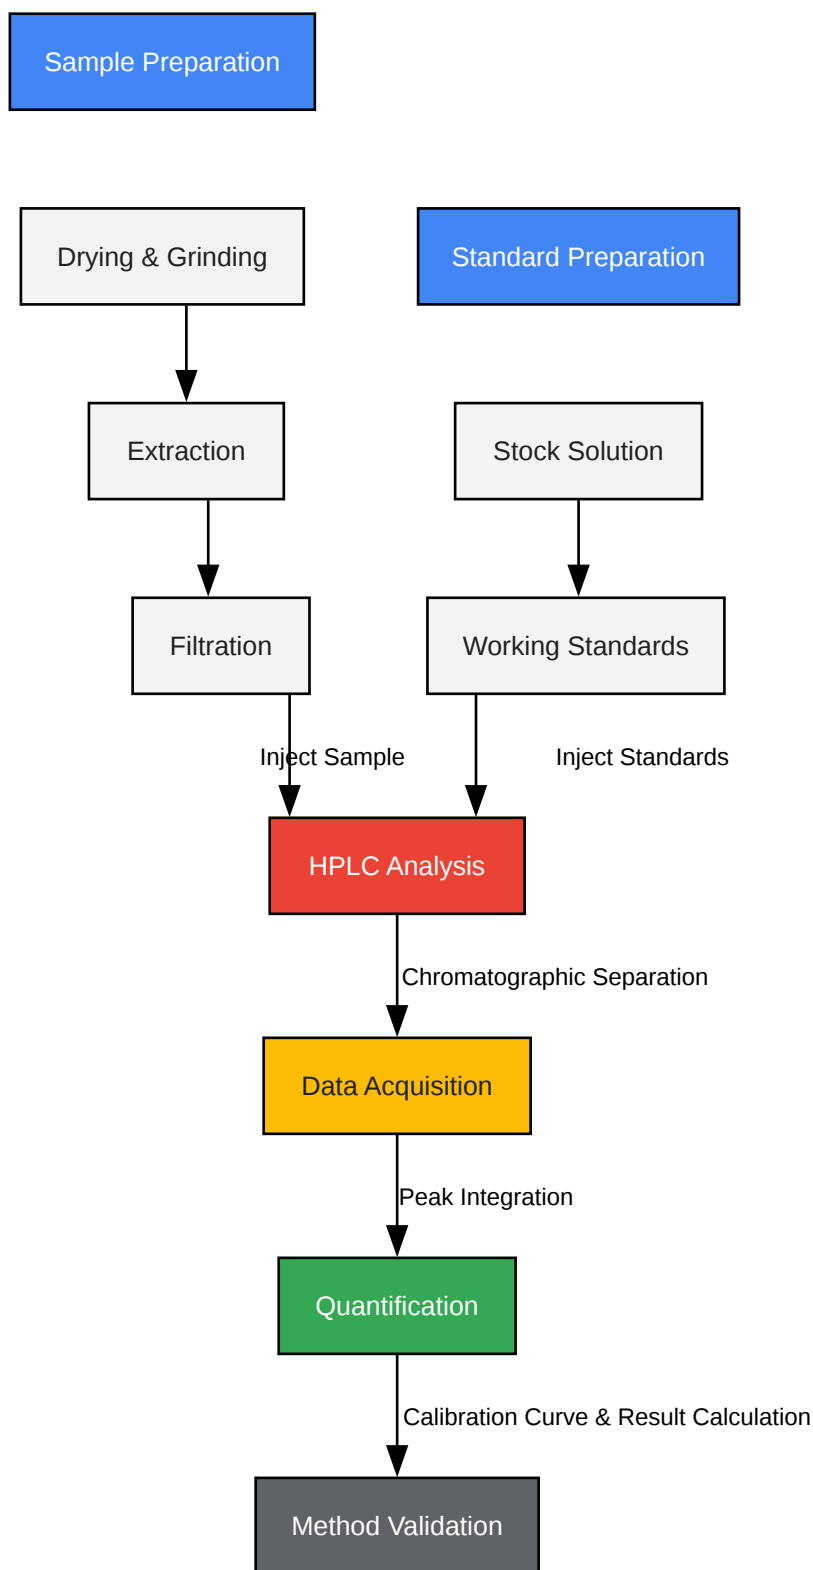 Sample Preparation
Drying & Grinding
Standard Preparation
Extraction
Stock Solution
Filtration
Working Standards
Inject Sample
Inject Standards
HPLC Analysis
Chromatographic Separation
Data Acquisition
Peak Integration
Quantification
Calibration Curve & Result Calculation
Method Validation